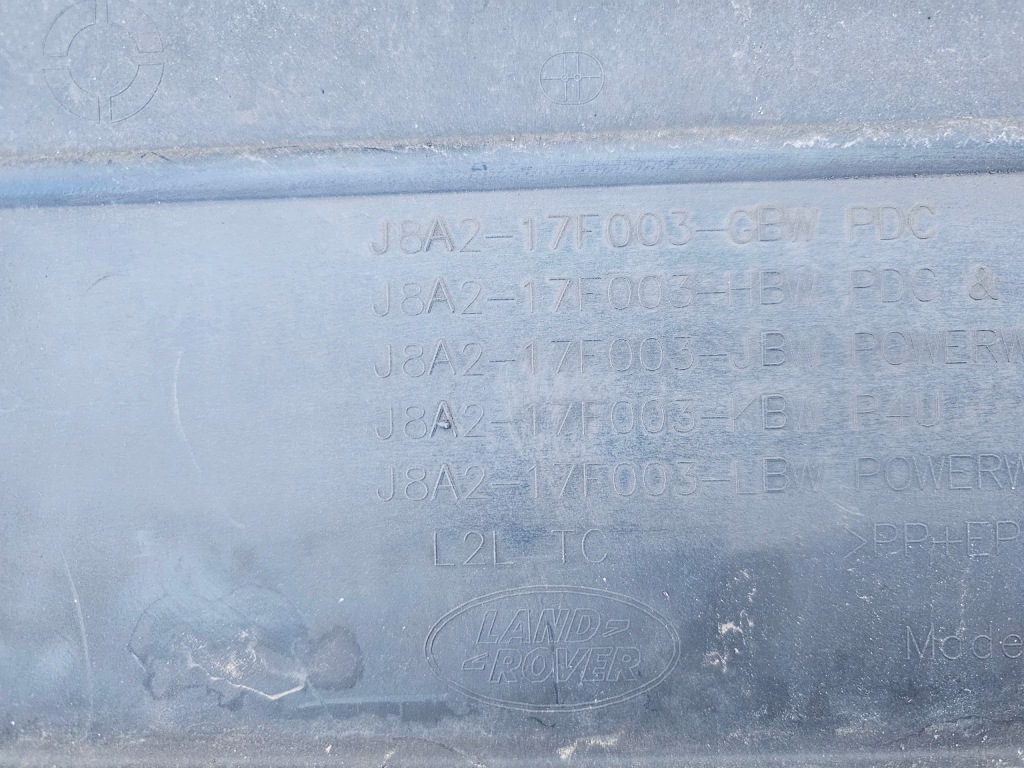 J8A2-17F003-GBW PDC
J8A2-17F003-HBW PDC &
J8A2-17F003-JBW POWERW
J8A2-17F003-KBW P4U -
J8A2-17F003-LBW POWERW
L2L TC
>PP+EP
LAND
ROVER
Made